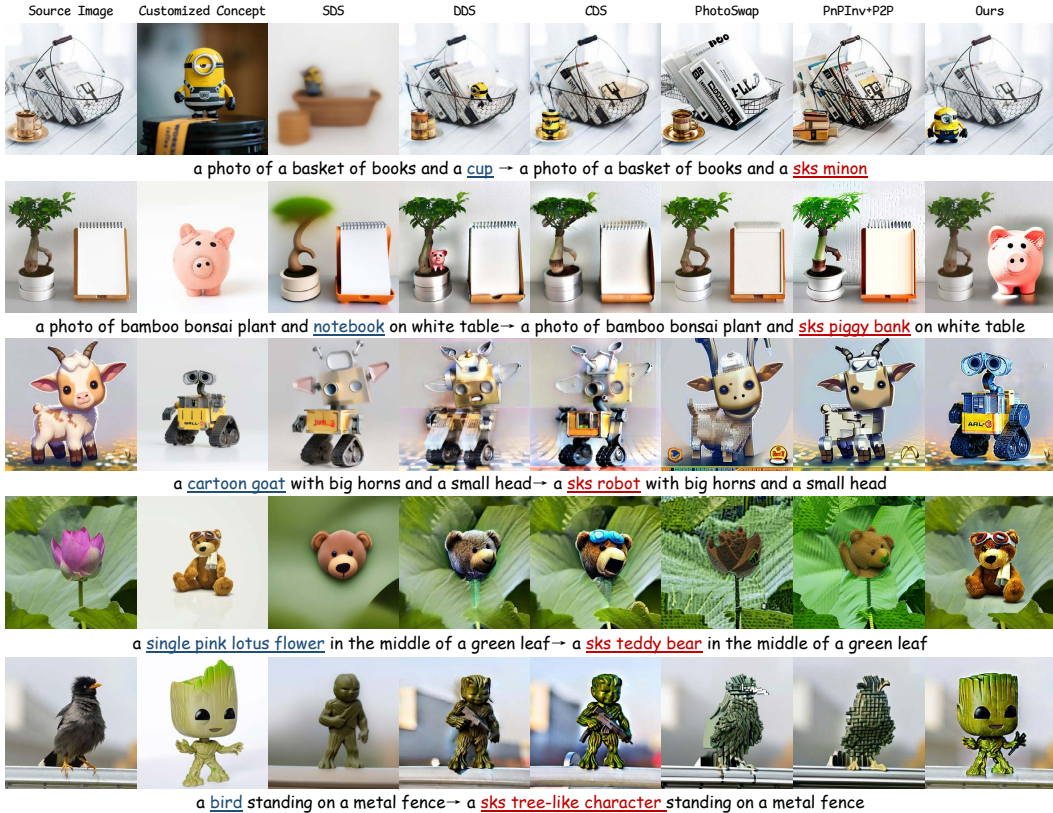 Source Image Customized Concept SDS DDS CDS PhotoSwap PnPInv+P2P Ours
a photo of a basket of books and a cup → a photo of a basket of books and a sks minon
a photo of bamboo bonsai plant and notebook on white table→ a photo of bamboo bonsai plant and sks piggy bank on white table
a cartoon goat with big horns and a small head→ a sks robot with big horns and a small head
a single pink lotus flower in the middle of a green leaf→ a sks teddy bear in the middle of a green leaf
a bird standing on a metal fence→ a sks tree-like character standing on a metal fence